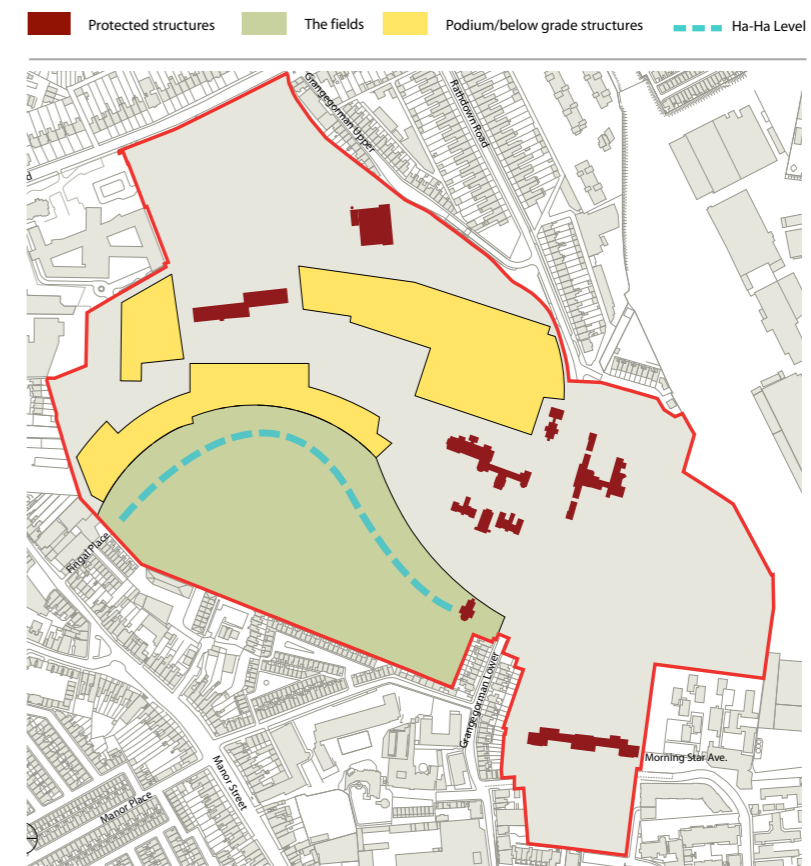 Protected structures
The fields
Podium/below grade structures
Ha-Ha Level
Grangegorman Upper
Rathdown Road
d
Fingal Place
Grangegorman Lower
Morning Star Ave.
Manor Street
Manor Place